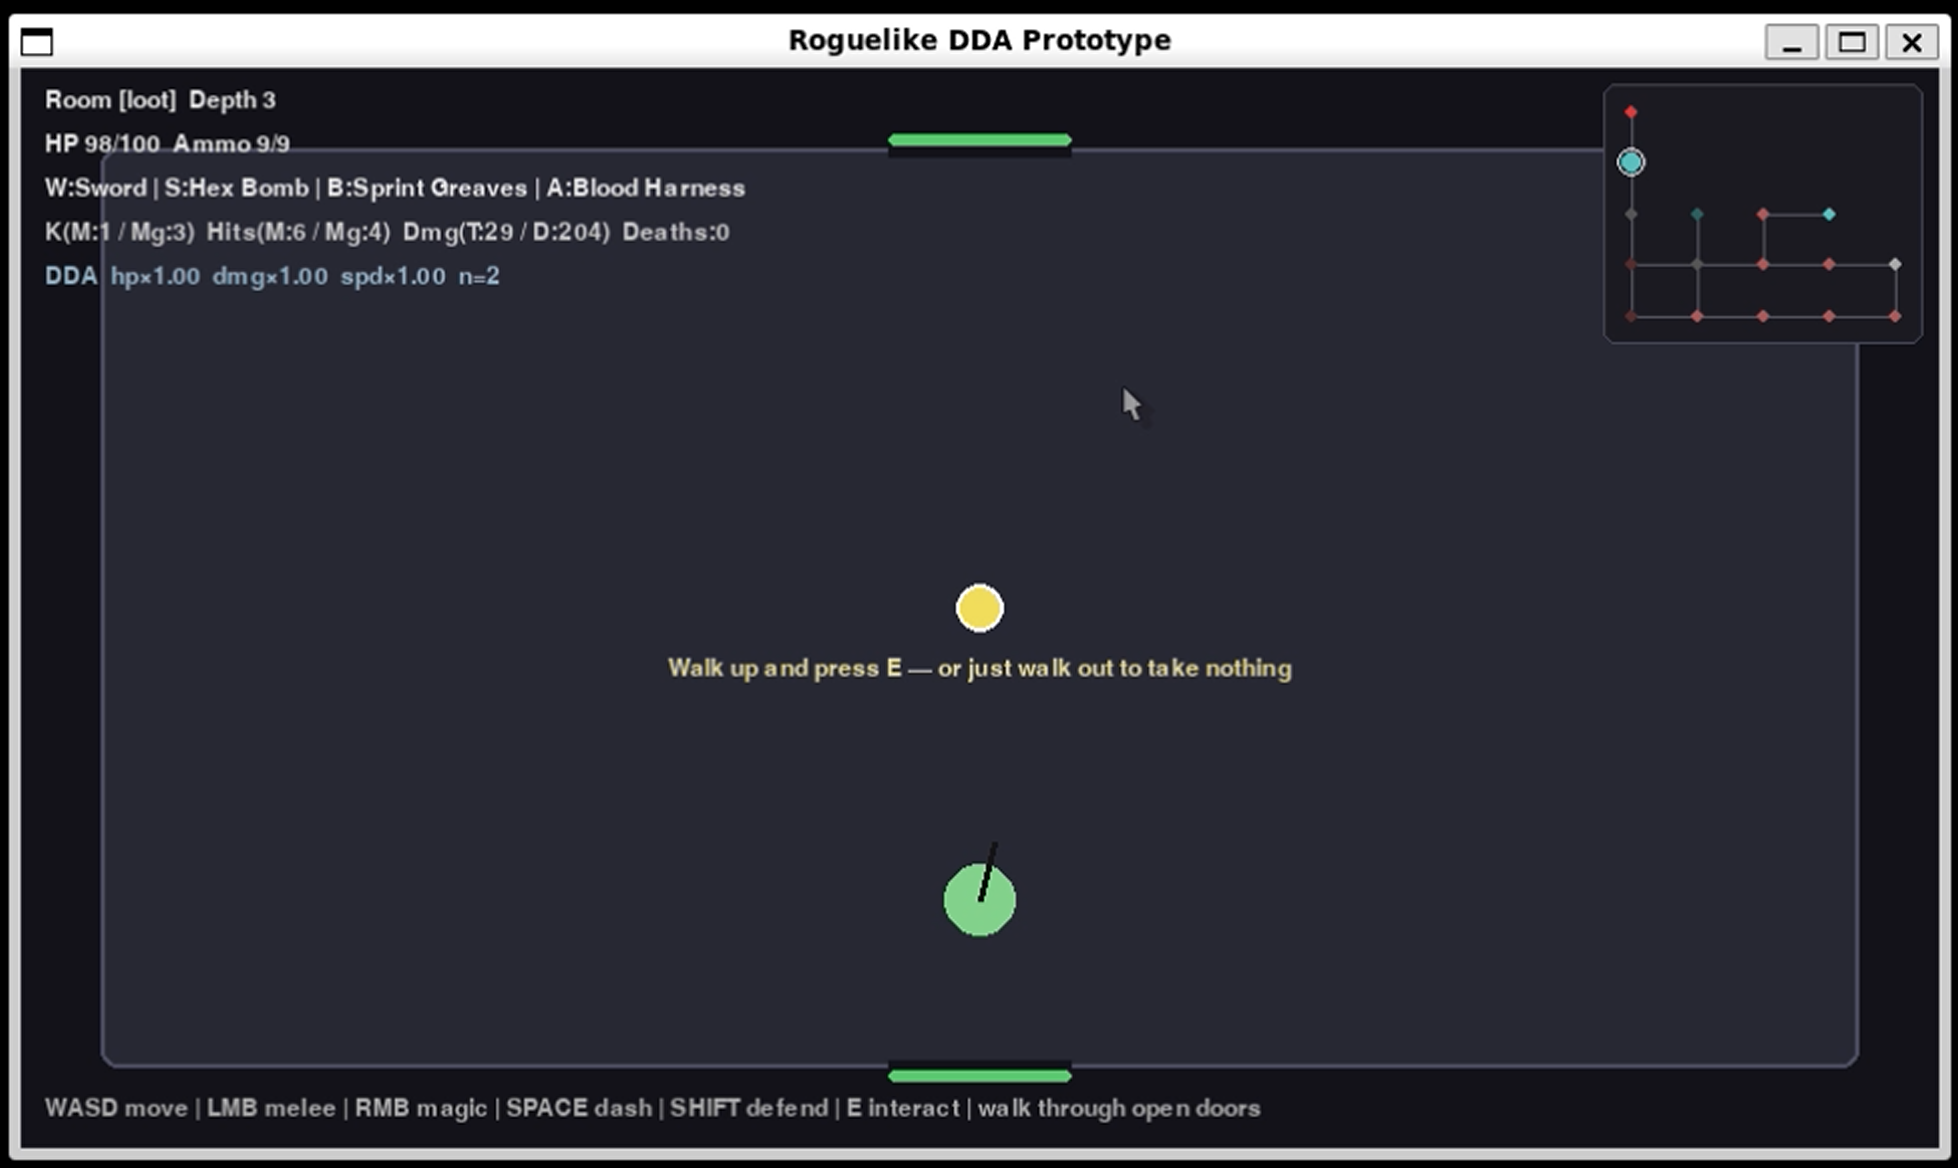 Roguelike DDA Prototype
Room [loot] Depth 3
HP 98/100 Ammo 9/9
W:Sword | S:Hex Bomb | B:Sprint Greaves | A:Blood Harness
K(M:1 / Mg:3) Hits(M:6 / Mg:4) Dmg(T:29 / D:204) Deaths:0
DDA hp×1.00 dmg×1.00 spd×1.00 n=2
Walk up and press E — or just walk out to take nothing
WASD move | LMB melee | RMB magic | SPACE dash | SHIFT defend | E interact | walk through open doors